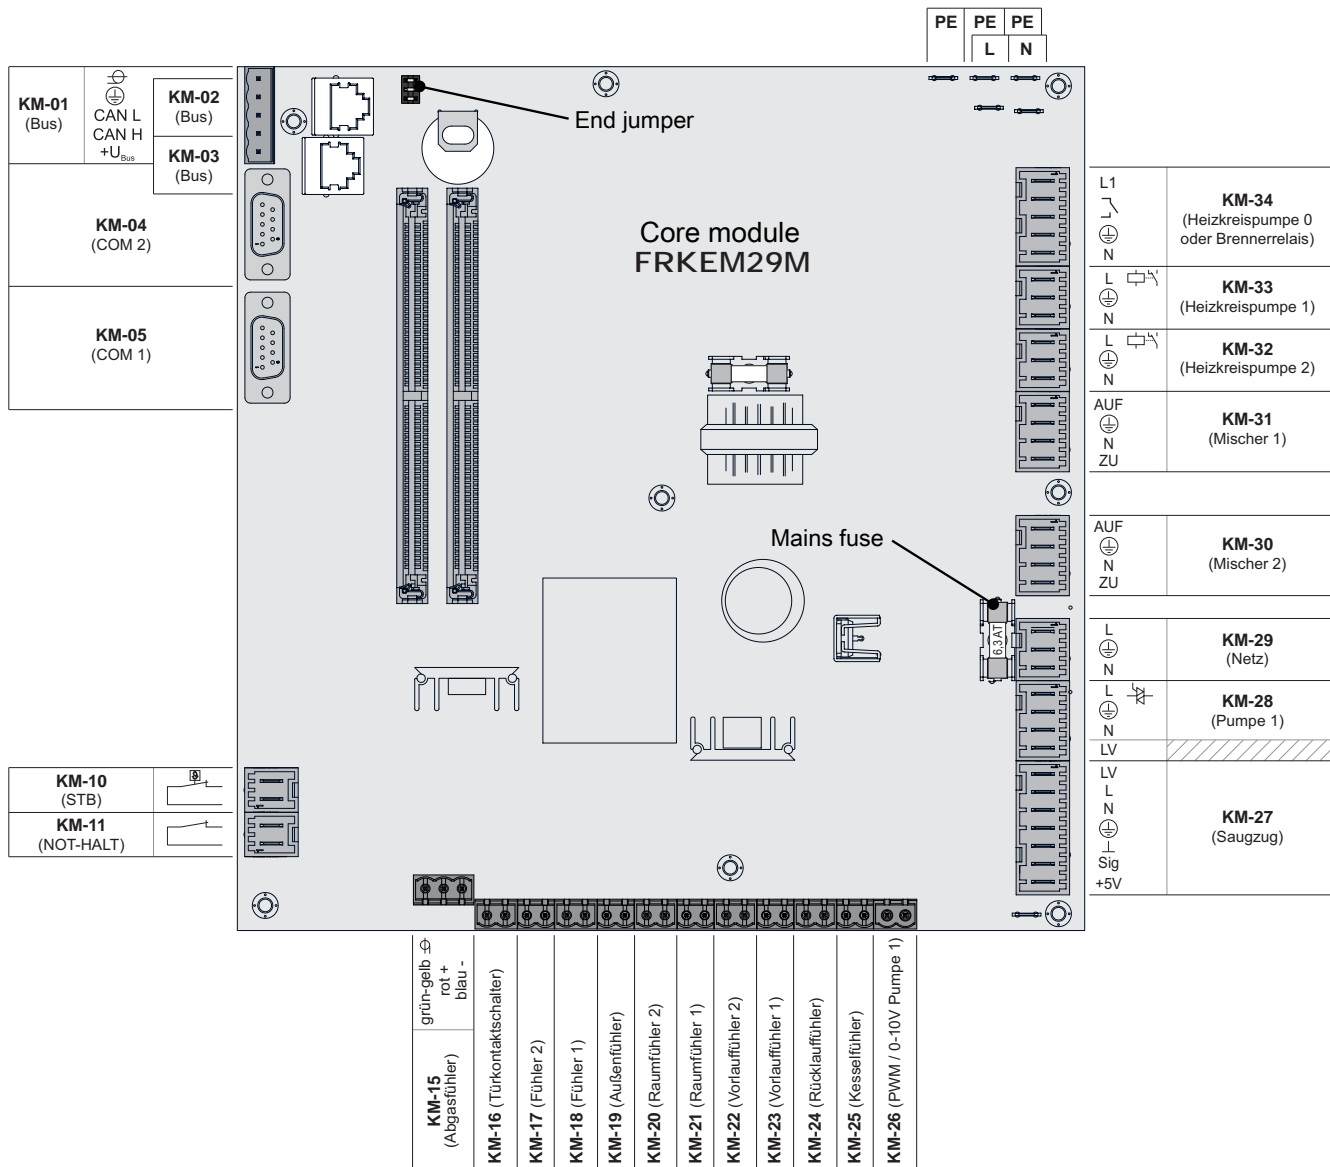 PE PE PE
L N
KM-01
(Bus)
CAN L
CAN H
+U Bus
KM-02
(Bus)
KM-03
(Bus)
KM-04
(COM 2)
KM-05
(COM 1)
KM-10
(STB)
KM-11
(NOT-HALT)
End jumper
Core module
FRKEM29M
Mains fuse
6,3 AT
L1
N
KM-34
(Heizkreispumpe 0
oder Brennerrelais)
L
N
KM-33
(Heizkreispumpe 1)
L
N
KM-32
(Heizkreispumpe 2)
AUF
N
ZU
KM-31
(Mischer 1)
AUF
N
ZU
KM-30
(Mischer 2)
L
N
KM-29
(Netz)
L
N
LV
KM-28
(Pumpe 1)
LV
L
N
Sig
+5V
KM-27
(Saugzug)
grün-gelb
rot +
blau -
KM-15
(Abgasfühler)
KM-16 (Türkontaktschalter)
KM-17 (Fühler 2)
KM-18 (Fühler 1)
KM-19 (Außenfühler)
KM-20 (Raumfühler 2)
KM-21 (Raumfühler 1)
KM-22 (Vorlauffühler 2)
KM-23 (Vorlauffühler 1)
KM-24 (Rücklauffühler)
KM-25 (Kesselfühler)
KM-26 (PWM / 0-10V Pumpe 1)